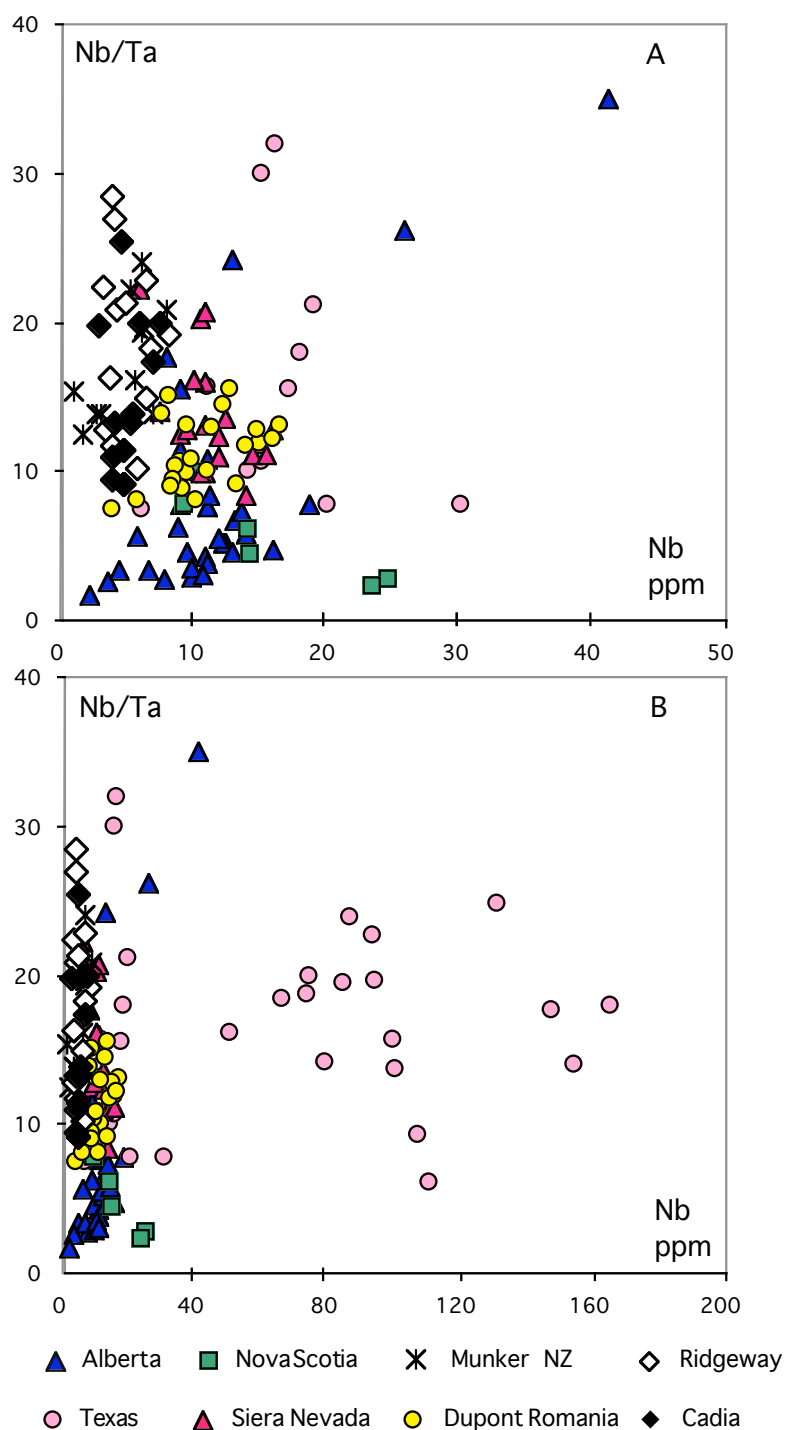 40
Nb/Ta A
30
20
10
Nb
ppm
0
0 10 20 30 40 50
40
Nb/Ta B
30
20
10
Nb
ppm
0
0 40 80 120 160 200
Alberta NovaScotia Munker NZ Ridgeway
Texas Siera Nevada Dupont Romania Cadia